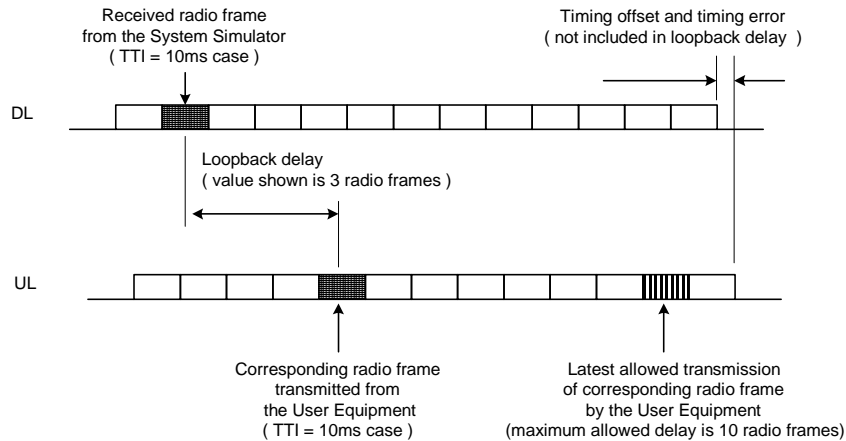 Received radio frame
from the System Simulator
( TTI = 10ms case )
Timing offset and timing error
( not included in loopback delay )
DL
Loopback delay
( value shown is 3 radio frames )
UL
Corresponding radio frame
transmitted from
the User Equipment
( TTI = 10ms case )
Latest allowed transmission
of corresponding radio frame
by the User Equipment
(maximum allowed delay is 10 radio frames)